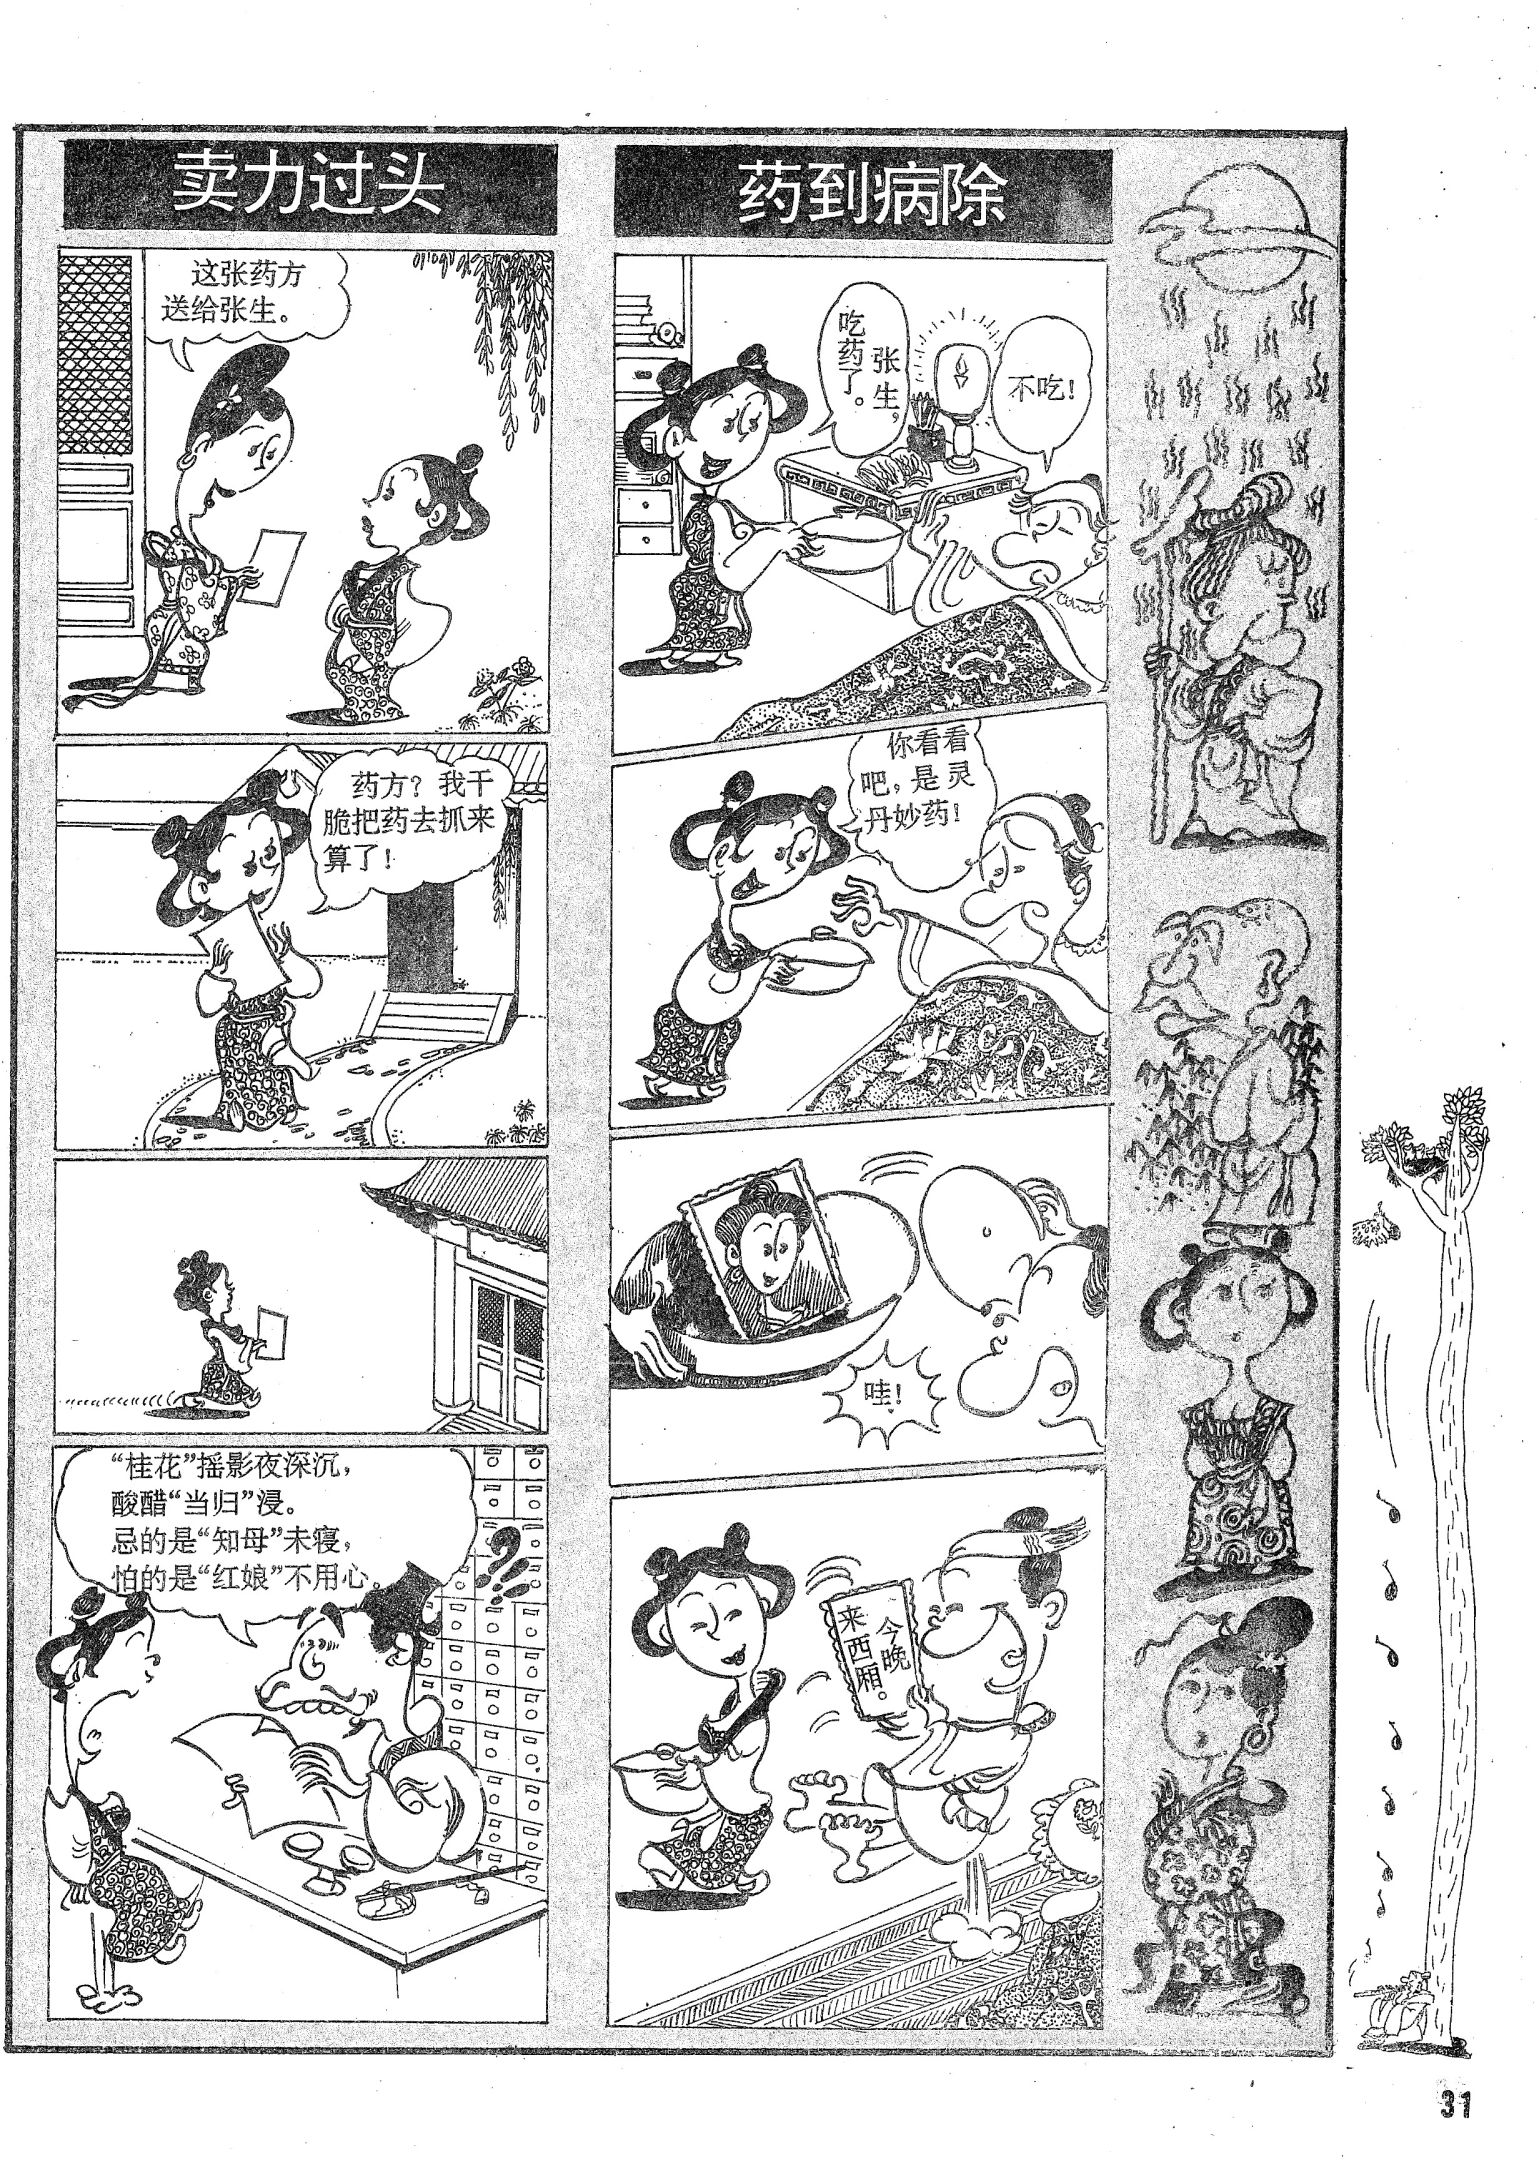 卖力过头
这张药方
送给张生。
药方？我干
脆把药去抓来
算了！
“桂花”摇影夜深沉，
酸醋“当归”浸。
忌的是“知母”未寝，
怕的是“红娘”不用心。
??
药到病除
张生，
吃药了。
不吃！
你看看
吧，是灵
丹妙药！
哇！
今晚
来西厢。
31